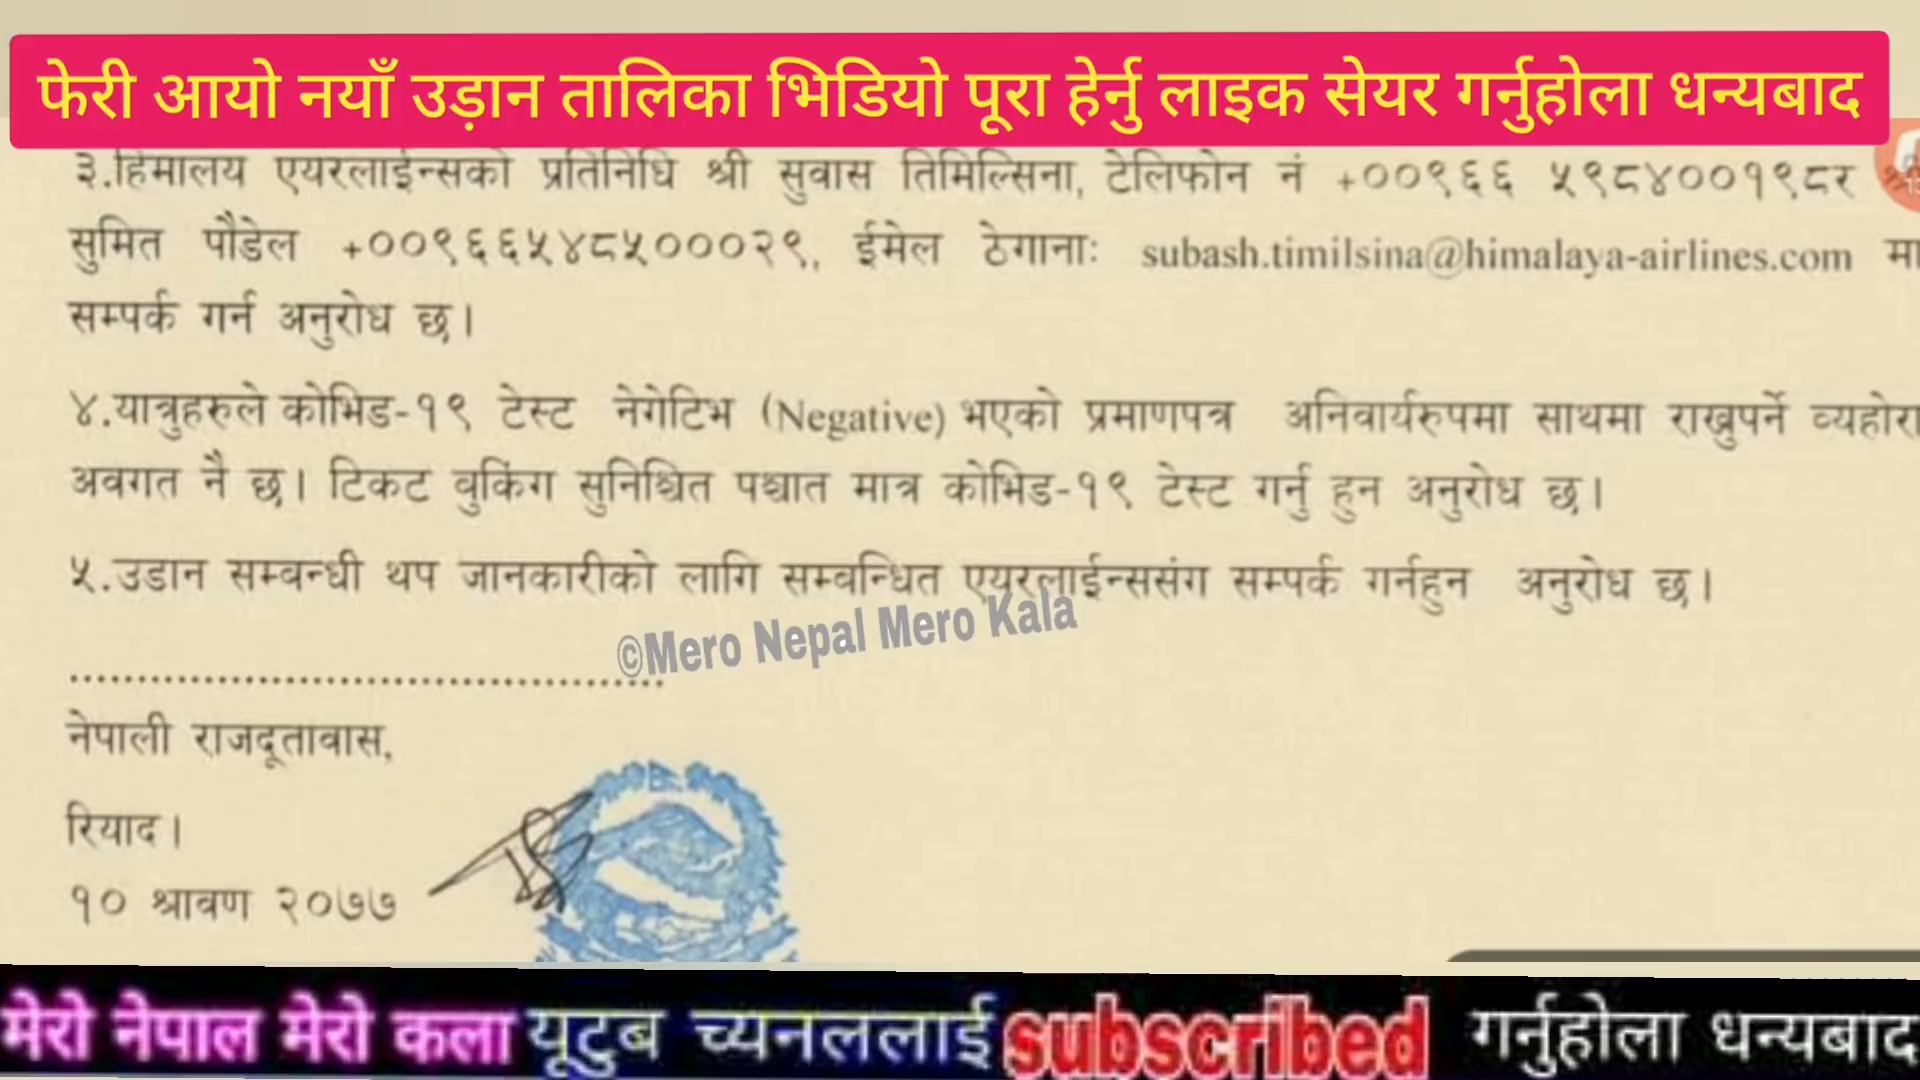 फेरी आयो नयाँ उड़ान तालिका भिडियो पूरा हेर्नु लाइक सेयर गर्नुहोला धन्यबाद
३.हिमालय एयरलाईन्सको प्रतिनिधि श्री सुवास तिमिल्सिना, टेलिफोन नं +००९६६ ५९८४००१९८र
सुमित पौडेल +००९६६५४८५०००२९, ईमेल ठेगानाः subash.timilsina@himalaya-airlines.com मा
सम्पर्क गर्न अनुरोध छ।
४.यात्रुहरुले कोभिड-१९ टेस्ट नेगेटिभ (Negative) भएको प्रमाणपत्र अनिवार्यरुपमा साथमा राख्नुपर्ने व्यहोरा
अवगत नै छ। टिकट वुकिंग सुनिश्चित पश्चात मात्र कोभिड-१९ टेस्ट गर्नु हुन अनुरोध छ।
५.उडान सम्वन्धी थप जानकारीको लागि सम्वन्धित एयरलाईन्ससंग सम्पर्क गर्नहुन अनुरोध छ।
©Mero Nepal Mero Kala
..............................................
नेपाली राजदूतावास,
रियाद।
१० श्रावण २०७७
मेरो नेपाल मेरो कला यूटुब च्यनललाई subscribed गर्नुहोला धन्यबाद